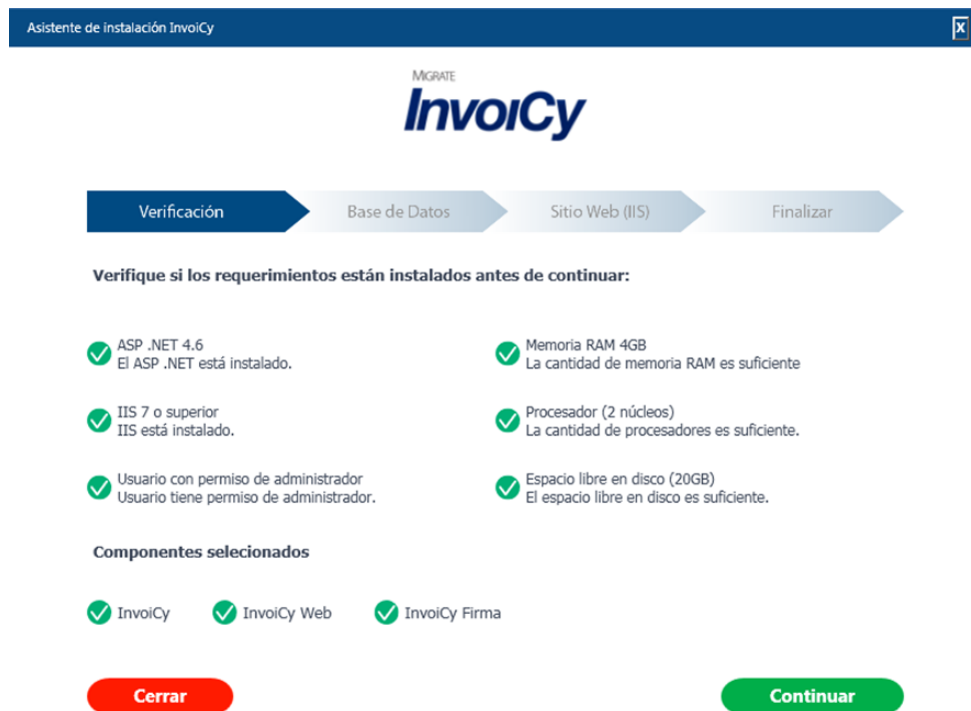 Asistente de instalación InvoiCy
X
MIGRATE
InvoiCy
Verificación
Base de Datos
Sitio Web (IIS)
Finalizar
Verifique si los requerimientos están instalados antes de continuar:
ASP .NET 4.6
El ASP .NET está instalado.
Memoria RAM 4GB
La cantidad de memoria RAM es suficiente
IIS 7 o superior
IIS está instalado.
Procesador (2 núcleos)
La cantidad de procesadores es suficiente.
Usuario con permiso de administrador
Usuario tiene permiso de administrador.
Espacio libre en disco (20GB)
El espacio libre en disco es suficiente.
Componentes selecionados
InvoiCy
InvoiCy Web
InvoiCy Firma
Cerrar
Continuar